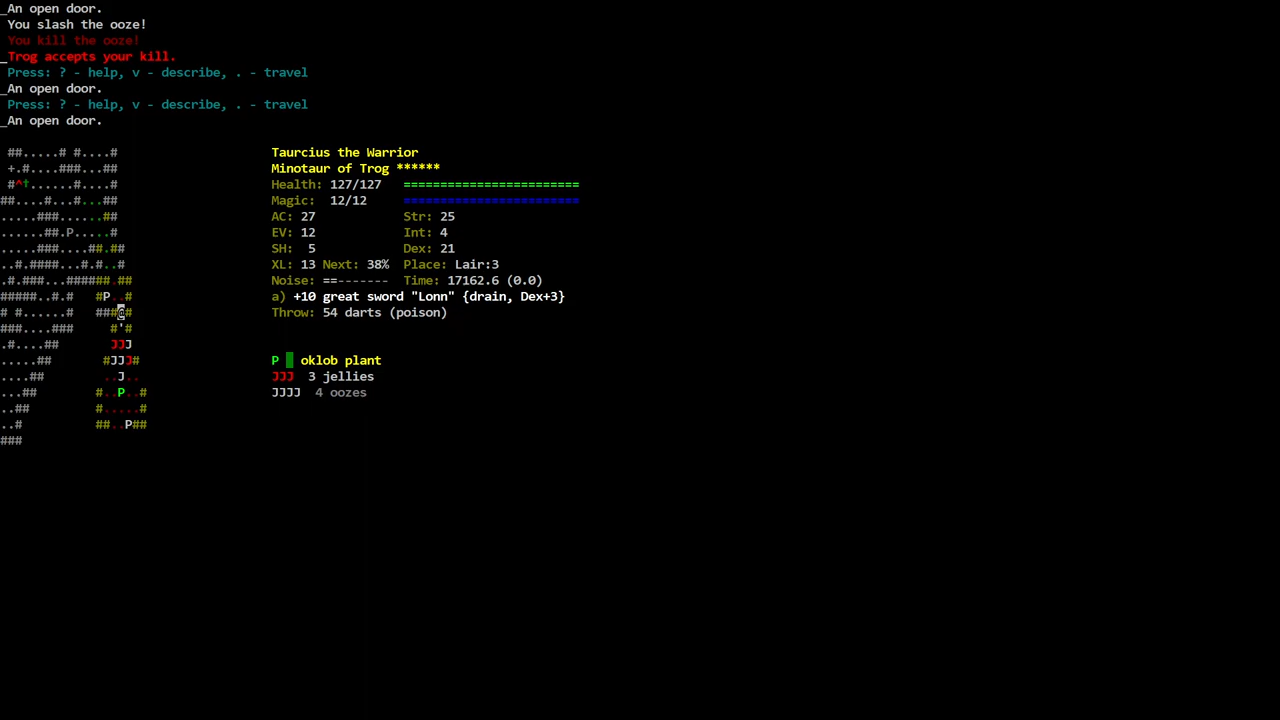 _An open door.
 You slash the ooze!
 You kill the ooze!
_Trog accepts your kill.
 Press: ? - help, v - describe, . - travel
_An open door.
 Press: ? - help, v - describe, . - travel
_An open door.
 ##.....# #....#
 +.#....###...##
 #^†......#....#
##....#...#...##
.....###......##
......##.P....#
.....###....##.##
..#.####...#.#..#
.#.###...######.##
#####..#.#   #P..#
# #......#   ###@#
###....###     #'#
.#....##       JJJ
.....##       #JJJ#
....##        ..J..
...##        #..P..#
..##         #.....#
..#          ##..P##
###
Taurcius the Warrior
Minotaur of Trog ******
Health: 127/127   ========================
Magic:  12/12    ========================
AC: 27            Str: 25
EV: 12            Int: 4
SH:  5            Dex: 21
XL: 13 Next: 38%  Place: Lair:3
Noise: ==-------  Time: 17162.6 (0.0)
a) +10 great sword "Lonn" {drain, Dex+3}
Throw: 54 darts (poison)
P   oklob plant
JJJ  3 jellies
JJJJ  4 oozes